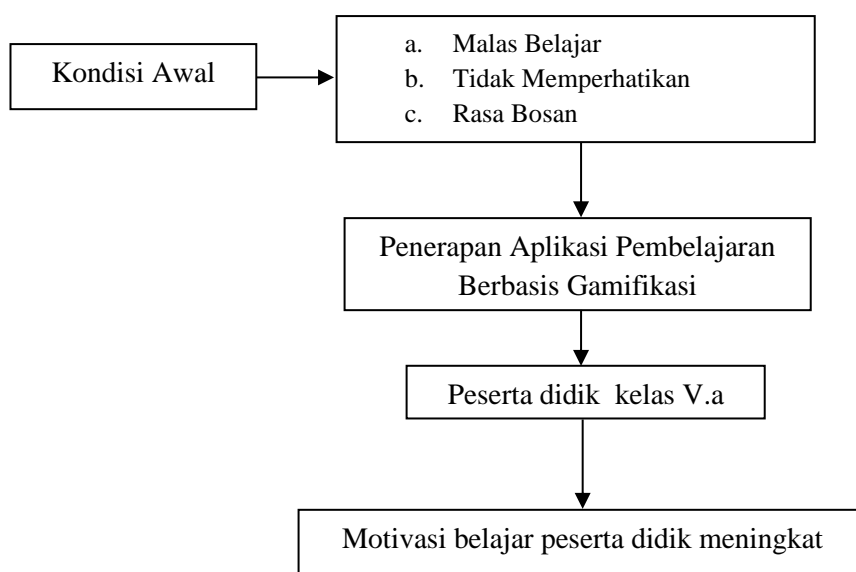 Kondisi Awal
a. Malas Belajar
b. Tidak Memperhatikan
c. Rasa Bosan
Penerapan Aplikasi Pembelajaran
Berbasis Gamifikasi
Peserta didik kelas V.a
Motivasi belajar peserta didik meningkat